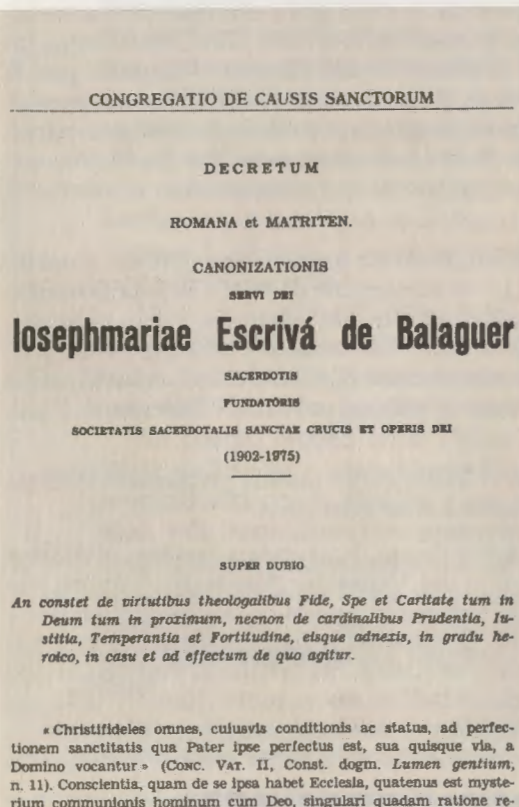 CONGREGATIO DE CAUSIS SANCTORUM
DECRETUM
ROMANA et MATRITEN.
CANONIZATIONIS
SERVI DEI
Iosephmariae Escrivá de Balaguer
SACERDOTIS
FUNDATORIS
SOCIETATIS SACERDOTALIS SANCTAE CRUCIS ET OPERIS DEI
(1902-1975)
SUPER DUBIO
An constet de virtutibus theologalibus Fide, Spe et Caritate tum in
Deum tum in proximum, necnon de cardinalibus Prudentia, Iu-
stitia, Temperantia et Fortitudine, eisque adnexis, in gradu he-
roico, in casu et ad effectum de quo agitur.
« Christifideles omnes, cuiusvis conditionis ac status, ad perfec-
tionem sanctitatis qua Pater ipse perfectus est, sua quisque via, a
Domino vocantur » (CONC. VAT. II, Const. dogm. Lumen gentium,
n. 11). Conscientia, quam de se ipsa habet Ecclesia, quatenus est myste-
rium communionis hominum cum Deo, singulari quadam ratione re-